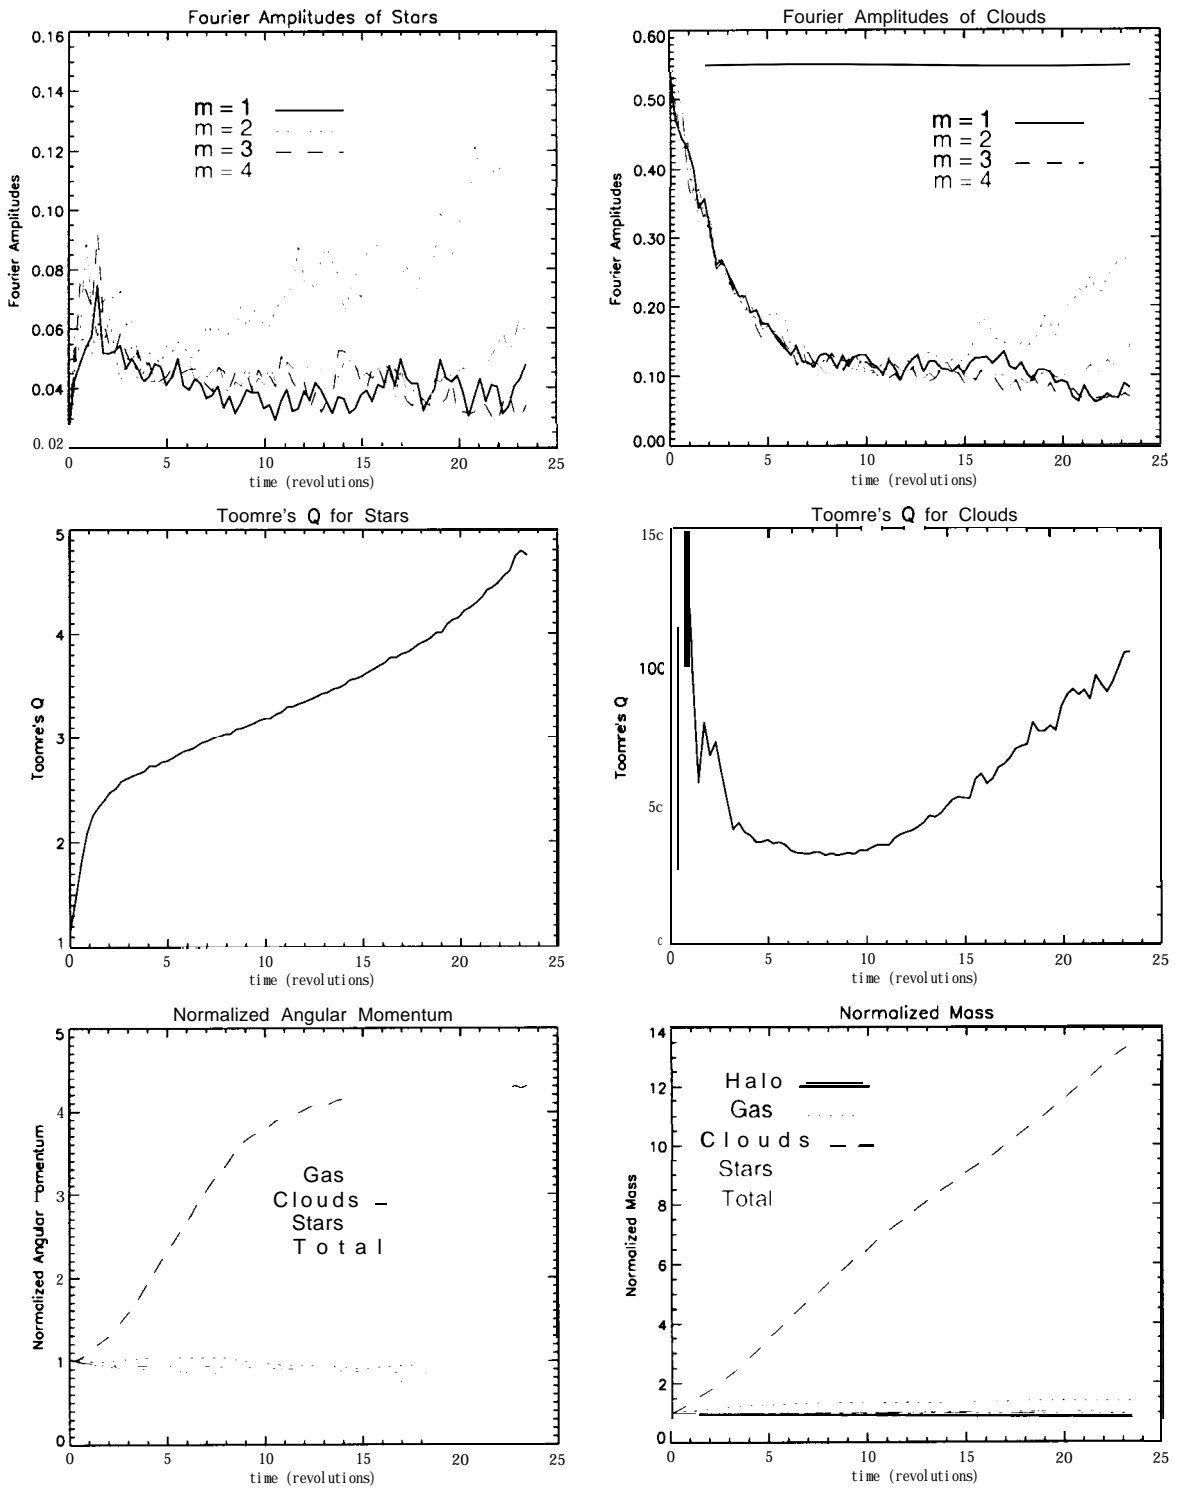 Fourier Amplitudes of Stars
0.16
0.14
0.12
0.10
0.08
0.06
0.04
0.02
Fourier Amplitudes
m = 1
m = 2
m = 3
m = 4
0 5 10 15 20 25
time (revolutions)
Fourier Amplitudes of Clouds
0.60
0.50
0.40
0.30
0.20
0.10
0.00
Fourier Amplitudes
m = 1
m = 2
m = 3
m = 4
0 5 10 15 20 25
time (revolutions)
Toomre's Q for Stars
5
4
3
2
1
Toomre's Q
0 5 10 15 20 25
time (revolutions)
Toomre's Q for Clouds
15c
10C
5c
c
Toomre's Q
0 5 10 15 20 25
time (revolutions)
Normalized Angular Momentum
5
4
3
2
1
0
Normalized Angular
Gas
Clouds
Stars
Total
0 5 10 15 20 25
time (revolutions)
Normalized Mass
14
12
10
8
6
4
2
0
Normalized Mass
Halo
Gas
Clouds
Stars
Total
0 5 10 15 20 25
time (revolutions)